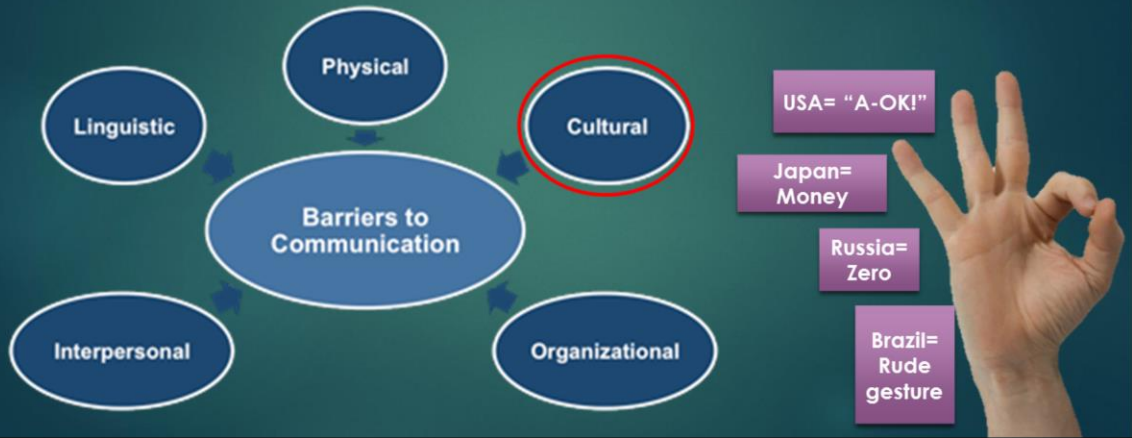 Physical
Linguistic
Cultural
Barriers to
Communication
Interpersonal
Organizational
USA= “A-OK!”
Japan=
Money
Russia=
Zero
Brazil=
Rude
gesture